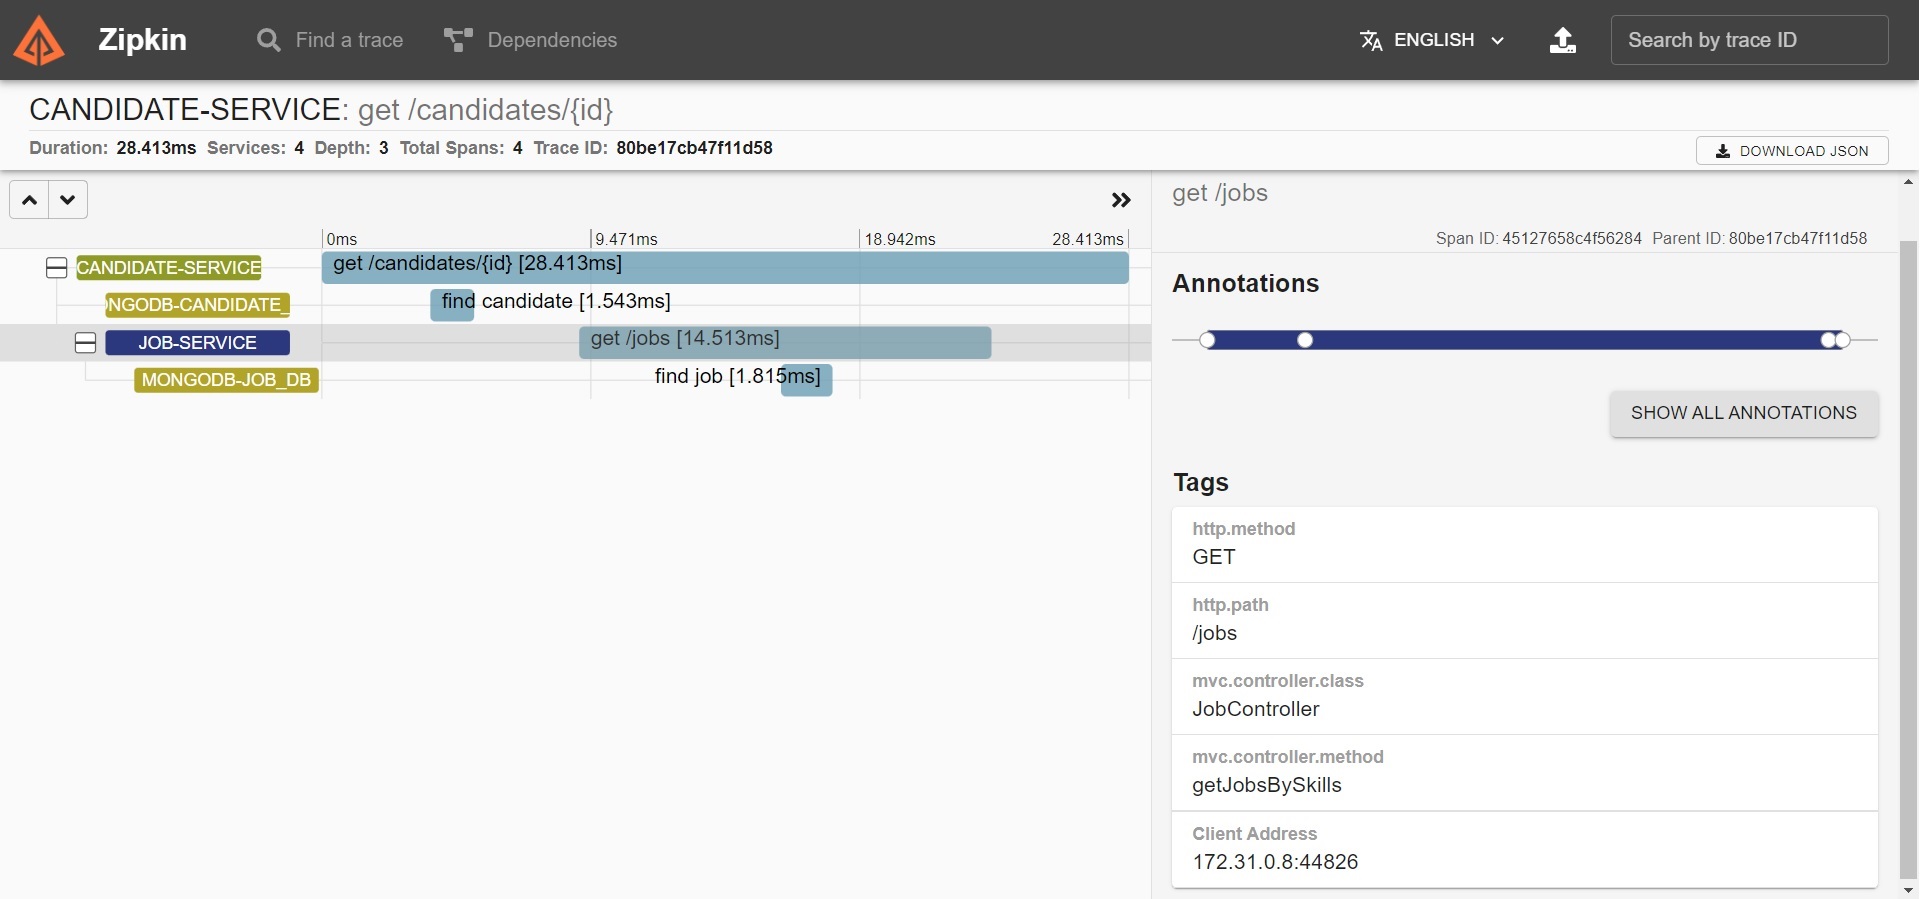 Zipkin
Find a trace
Dependencies
ENGLISH
Search by trace ID
CANDIDATE-SERVICE: get /candidates/{id}
Duration: 28.413ms Services: 4 Depth: 3 Total Spans: 4 Trace ID: 80be17cb47f11d58
DOWNLOAD JSON
0ms 9.471ms 18.942ms 28.413ms
CANDIDATE-SERVICE get /candidates/{id} [28.413ms]
NGODB-CANDIDATE_ find candidate [1.543ms]
JOB-SERVICE get /jobs [14.513ms]
MONGODB-JOB_DB find job [1.815ms]
get /jobs
Span ID: 45127658c4f56284 Parent ID: 80be17cb47f11d58
Annotations
SHOW ALL ANNOTATIONS
Tags
http.method
GET
http.path
/jobs
mvc.controller.class
JobController
mvc.controller.method
getJobsBySkills
Client Address
172.31.0.8:44826